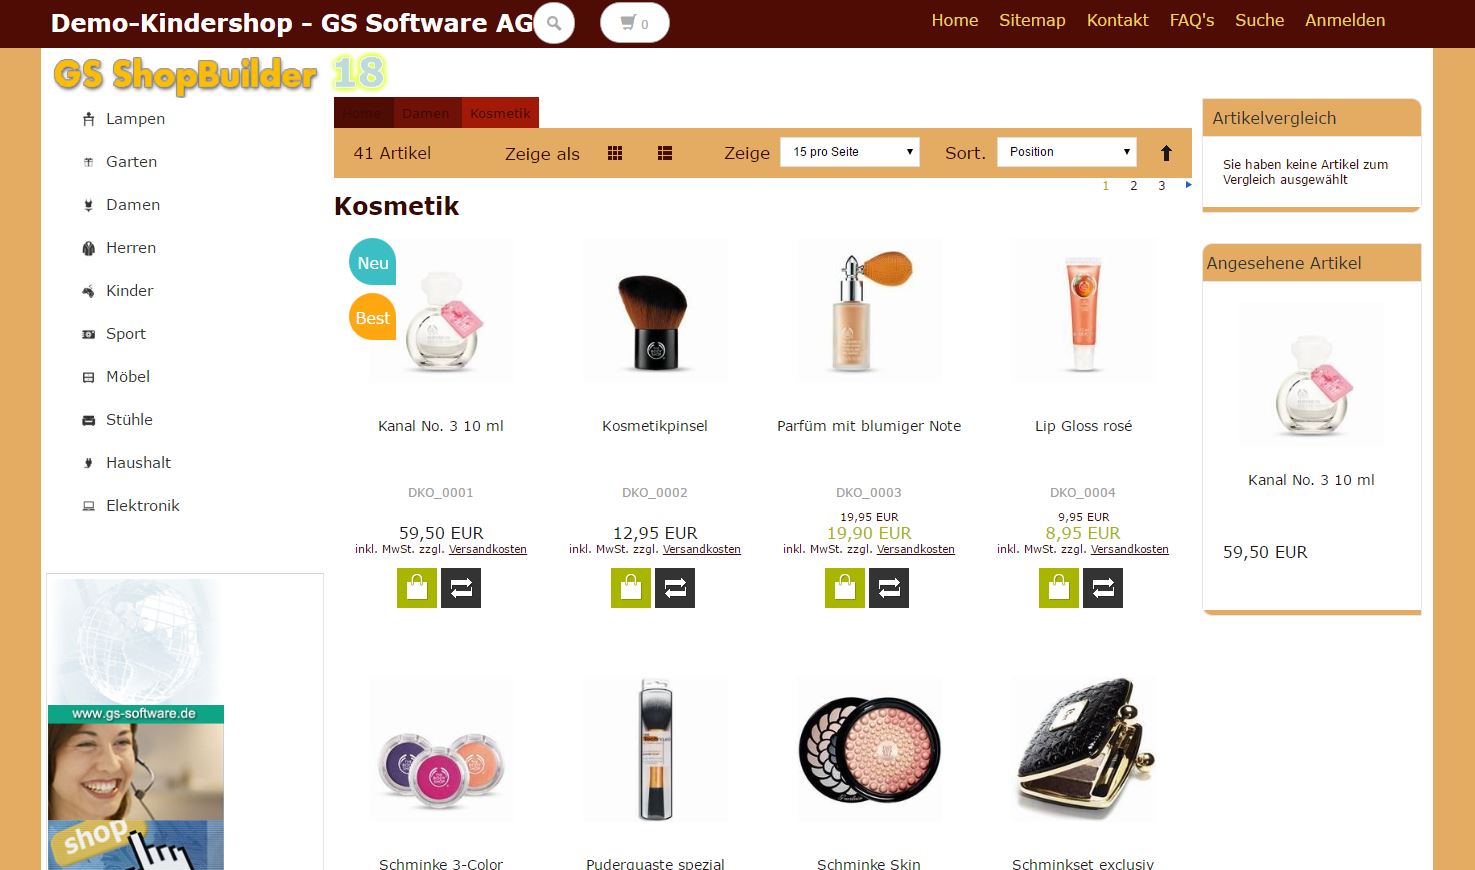 Demo-Kindershop - GS Software AG
0
Home Sitemap Kontakt FAQ's Suche Anmelden
GS ShopBuilder 18
Lampen
Garten
Damen
Herren
Kinder
Sport
Möbel
Stühle
Haushalt
Elektronik
www.gs-software.de
shop
Home Damen Kosmetik
41 Artikel Zeige als Zeige 15 pro Seite Sort. Position
1 2 3
Kosmetik
Neu
Best
Kanal No. 3 10 ml Kosmetikpinsel Parfüm mit blumiger Note Lip Gloss rosé
DKO_0001 DKO_0002 DKO_0003 DKO_0004
19,95 EUR 9,95 EUR
59,50 EUR 12,95 EUR 19,90 EUR 8,95 EUR
inkl. MwSt. zzgl. Versandkosten inkl. MwSt. zzgl. Versandkosten inkl. MwSt. zzgl. Versandkosten inkl. MwSt. zzgl. Versandkosten
Schminke 3-Color Puderquaste spezial Schminke Skin Schminkset exclusiv
Artikelvergleich
Sie haben keine Artikel zum
Vergleich ausgewählt
Angesehene Artikel
Kanal No. 3 10 ml
59,50 EUR